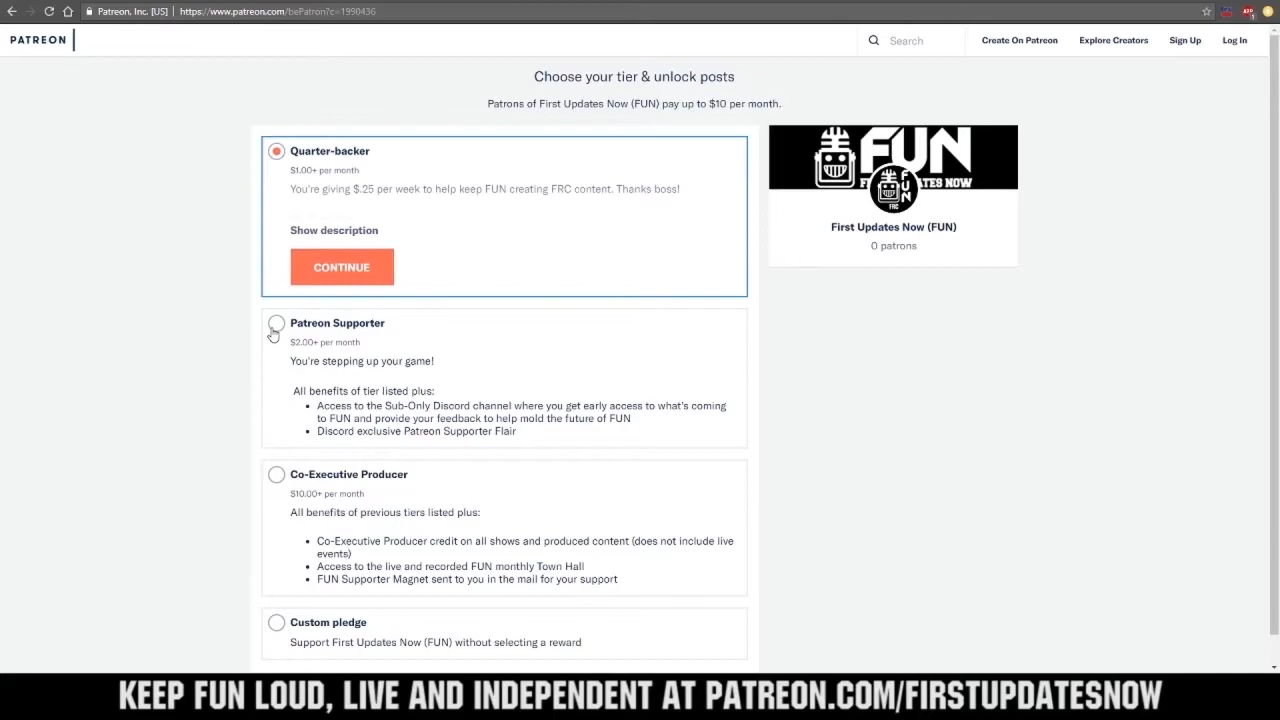 Patreon, Inc. [US] | https://www.patreon.com/bePatron?c=1990436
PATREON
Search
Create On Patreon
Explore Creators
Sign Up
Log In
Choose your tier & unlock posts
Patrons of First Updates Now (FUN) pay up to $10 per month.
Quarter-backer
$1.00+ per month
You're giving $.25 per week to help keep FUN creating FRC content. Thanks boss!
Show description
CONTINUE
FUN
FUN
FRC
First Updates Now (FUN)
0 patrons
Patreon Supporter
$2.00+ per month
You're stepping up your game!
All benefits of tier listed plus:
• Access to the Sub-Only Discord channel where you get early access to what's coming
to FUN and provide your feedback to help mold the future of FUN
• Discord exclusive Patreon Supporter Flair
Co-Executive Producer
$10.00+ per month
All benefits of previous tiers listed plus:
• Co-Executive Producer credit on all shows and produced content (does not include live
events)
• Access to the live and recorded FUN monthly Town Hall
• FUN Supporter Magnet sent to you in the mail for your support
Custom pledge
Support First Updates Now (FUN) without selecting a reward
KEEP FUN LOUD, LIVE AND INDEPENDENT AT PATREON.COM/FIRSTUPDATESNOW